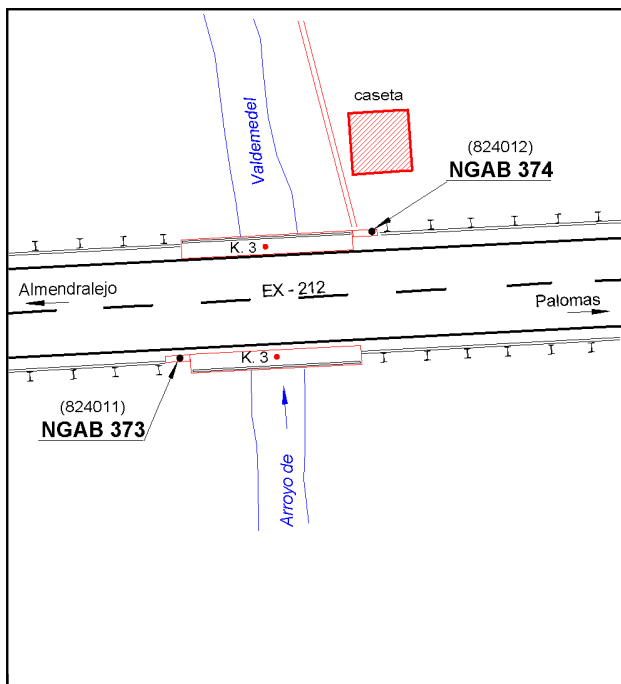 caseta
Valdemedel
(824012)
NGAB 374
K. 3
Almendralejo
EX - 212
Palomas
K. 3
(824011)
NGAB 373
Arroyo de